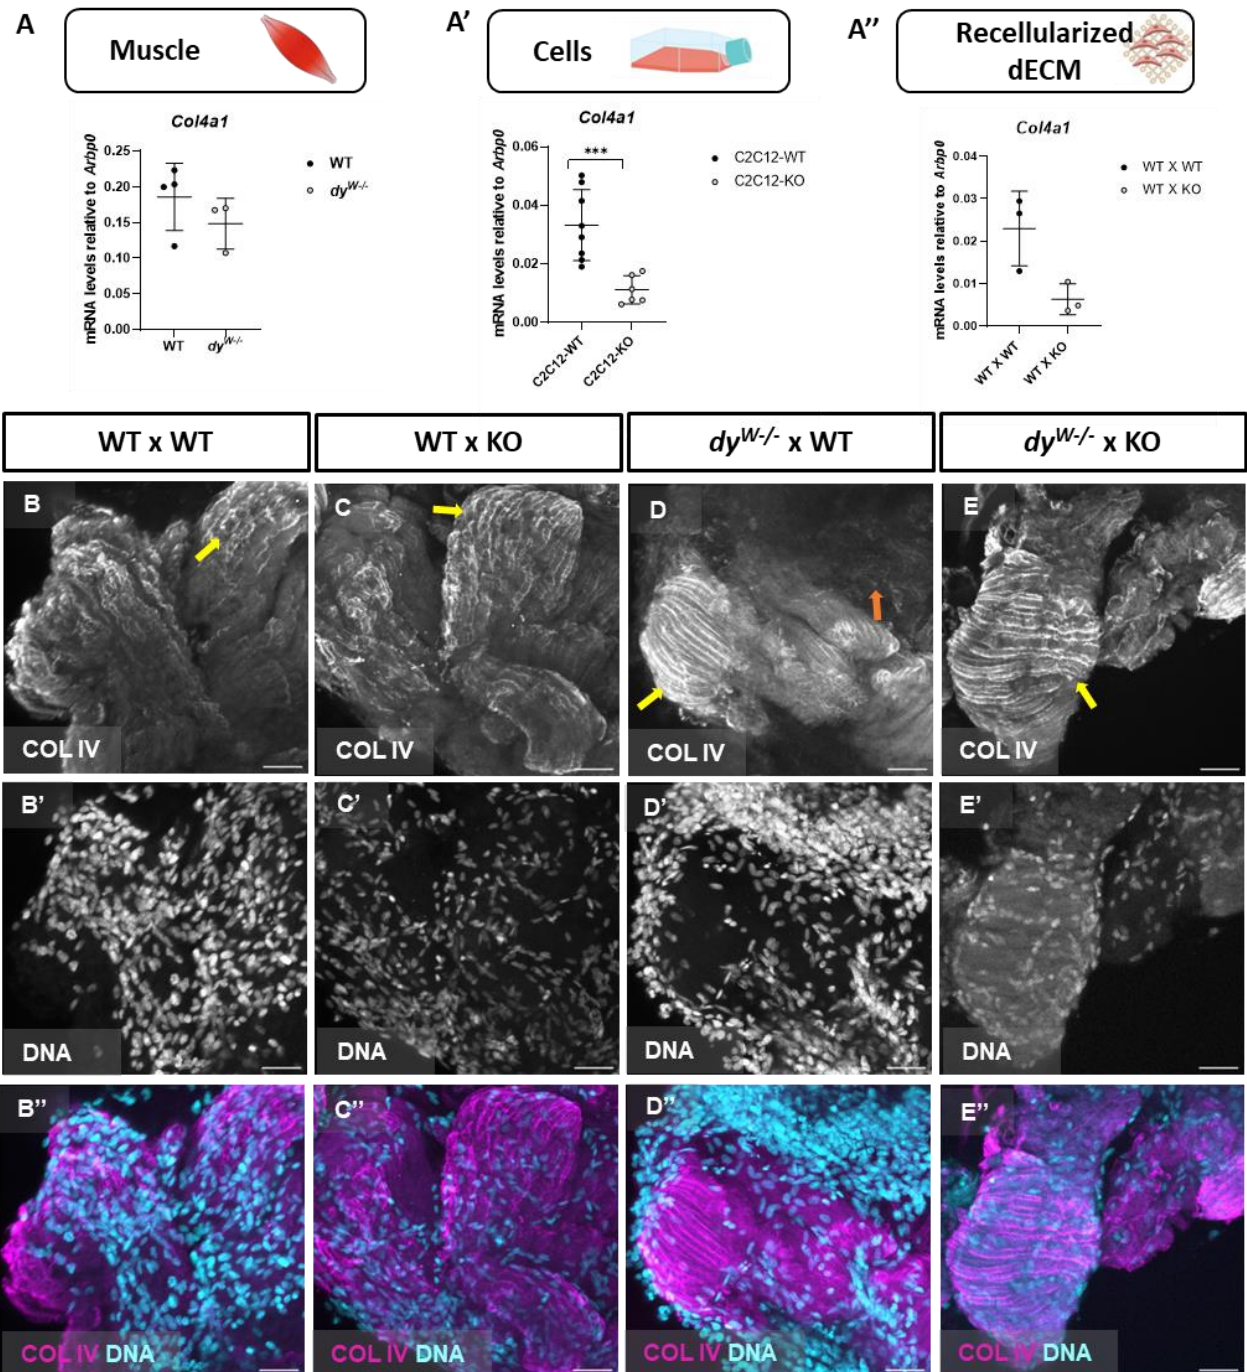 A
Muscle
A'
Cells
A''
Recellularized
dECM
Col4a1
mRNA levels relative to Arbp0
0.25
0.20
0.15
0.10
0.05
0.00
WT
dyW-/-
WT
dyW-/-
Col4a1
mRNA levels relative to Arbp0
0.06
0.04
0.02
0.00
***
C2C12-WT
C2C12-KO
C2C12-WT
C2C12-KO
Col4a1
mRNA levels relative to Arbp0
0.04
0.03
0.02
0.01
0.00
WT X WT
WT X KO
WT X WT
WT X KO
WT x WT
WT x KO
dyW-/- x WT
dyW-/- x KO
B
COL IV
C
COL IV
D
COL IV
E
COL IV
B'
DNA
C'
DNA
D'
DNA
E'
DNA
B''
COL IV DNA
C''
COL IV DNA
D''
COL IV DNA
E''
COL IV DNA